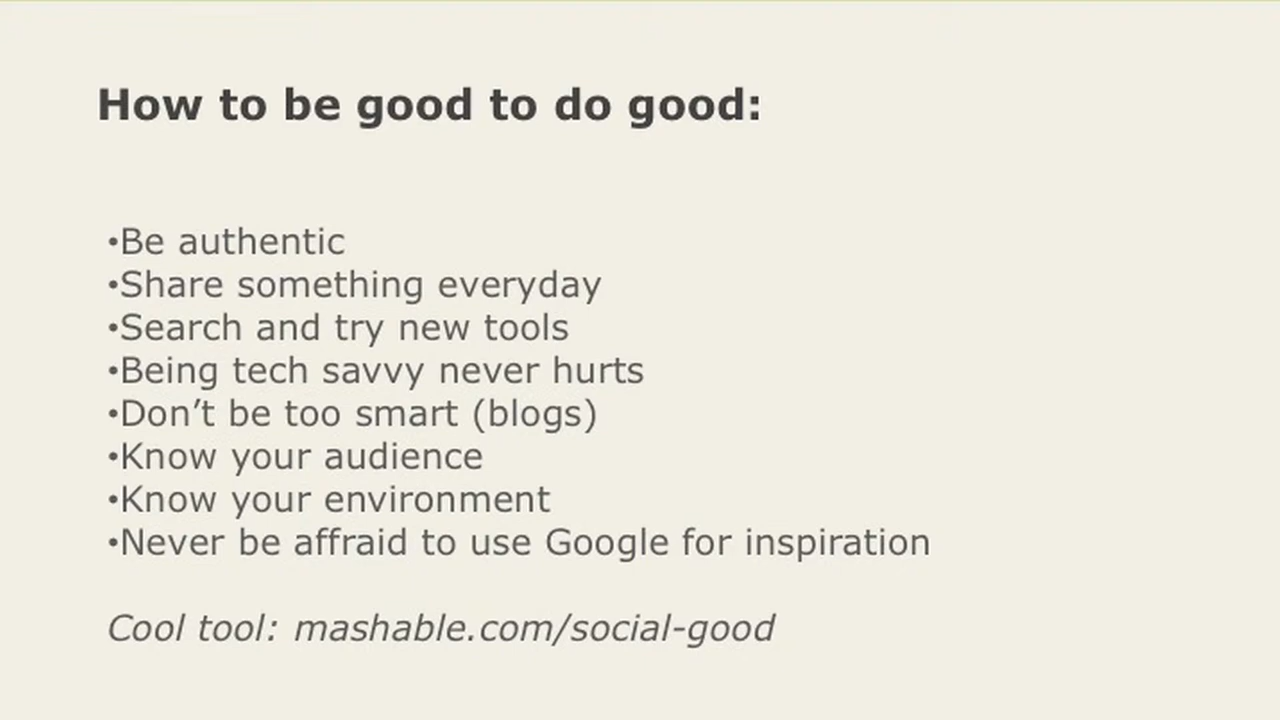 How to be good to do good:
•Be authentic
•Share something everyday
•Search and try new tools
•Being tech savvy never hurts
•Don’t be too smart (blogs)
•Know your audience
•Know your environment
•Never be affraid to use Google for inspiration
Cool tool: mashable.com/social-good